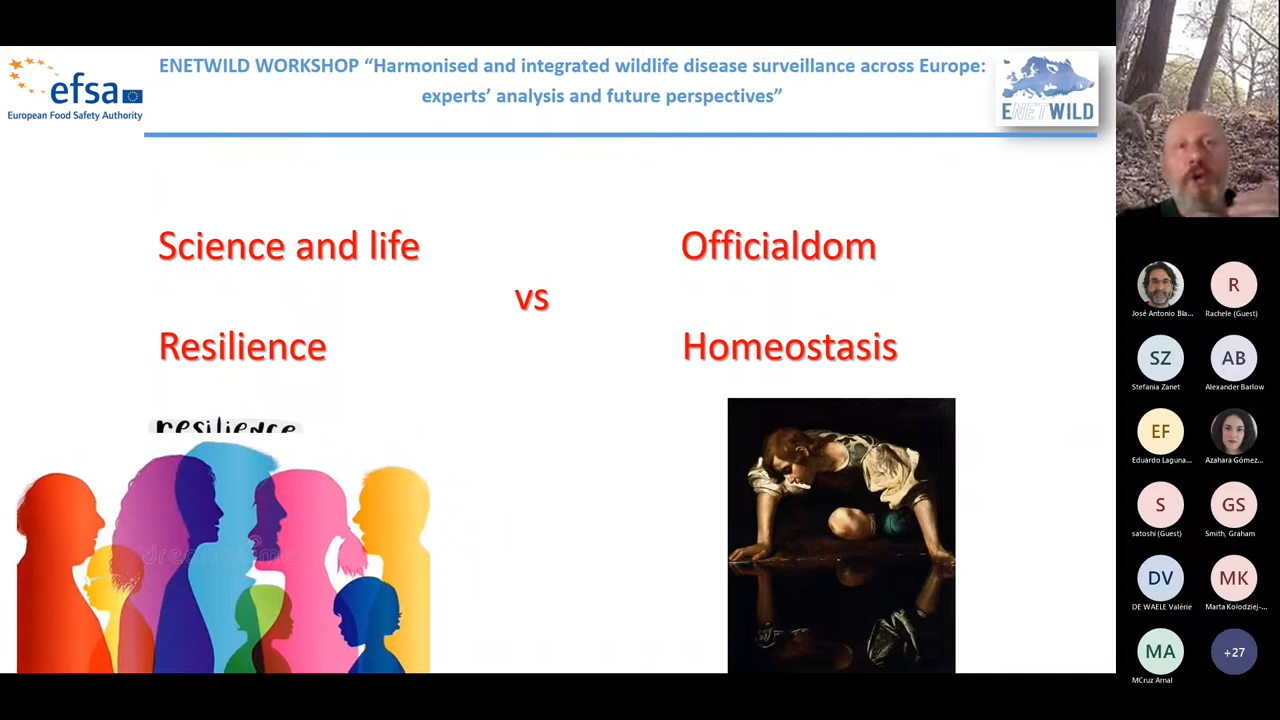 efsa
European Food Safety Authority
ENETWILD WORKSHOP “Harmonised and integrated wildlife disease surveillance across Europe:
experts’ analysis and future perspectives”
ENETWILD
Science and life
Officialdom
vs
Resilience
Homeostasis
resilience
dreamstime
José Antonio Bla...
R
Rachele (Guest)
SZ
Stefania Zanet
AB
Alexander Barlow
EF
Eduardo Laguna...
Azahara Gómez...
S
satoshi (Guest)
GS
Smith, Graham
DV
DE WAELE Valérie
MK
Marta Kołodziej-...
MA
MCruz Arnal
+27